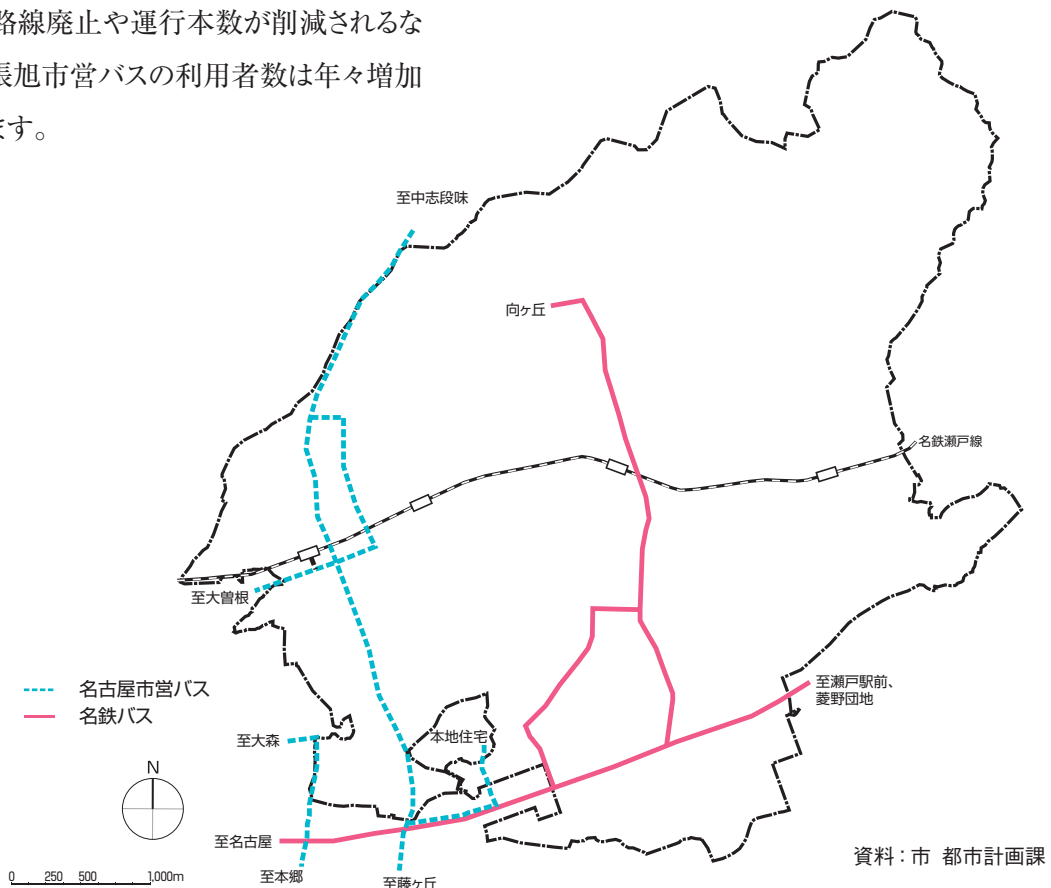 路線廃止や運行本数が削減されるな
張旭市営バスの利用者数は年々増加
ます。
至中志段味
向ヶ丘
名鉄瀬戸線
至大曽根
至瀬戸駅前、
菱野団地
名古屋市営バス
名鉄バス
至大森
本地住宅
N
至名古屋
至本郷
至藤ヶ丘
0 250 500 1,000m
資料：市 都市計画課